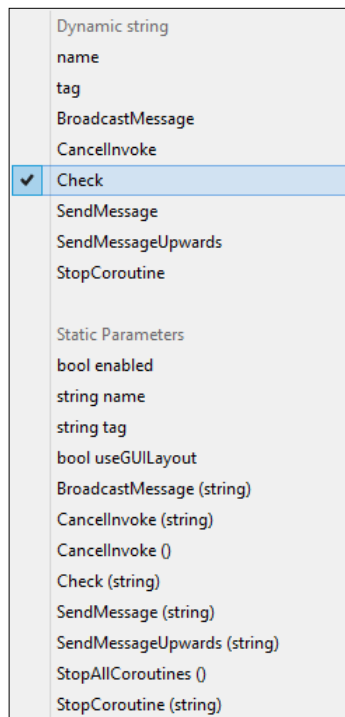 Dynamic string
name
tag
BroadcastMessage
CancelInvoke
Check
SendMessage
SendMessageUpwards
StopCoroutine
Static Parameters
bool enabled
string name
string tag
bool useGUILayout
BroadcastMessage (string)
CancelInvoke (string)
CancelInvoke ()
Check (string)
SendMessage (string)
SendMessageUpwards (string)
StopAllCoroutines ()
StopCoroutine (string)